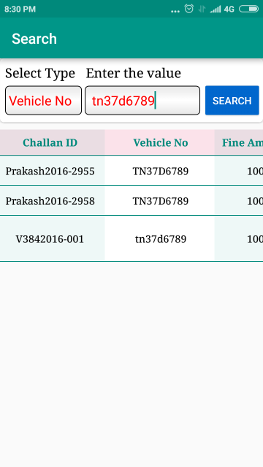 8:30 PM ... 4G
Search
Select Type Enter the value
Vehicle No tn37d6789 SEARCH
Challan ID Vehicle No Fine Am
Prakash2016-2955 TN37D6789 100
Prakash2016-2958 TN37D6789 100
V3842016-001 tn37d6789 100